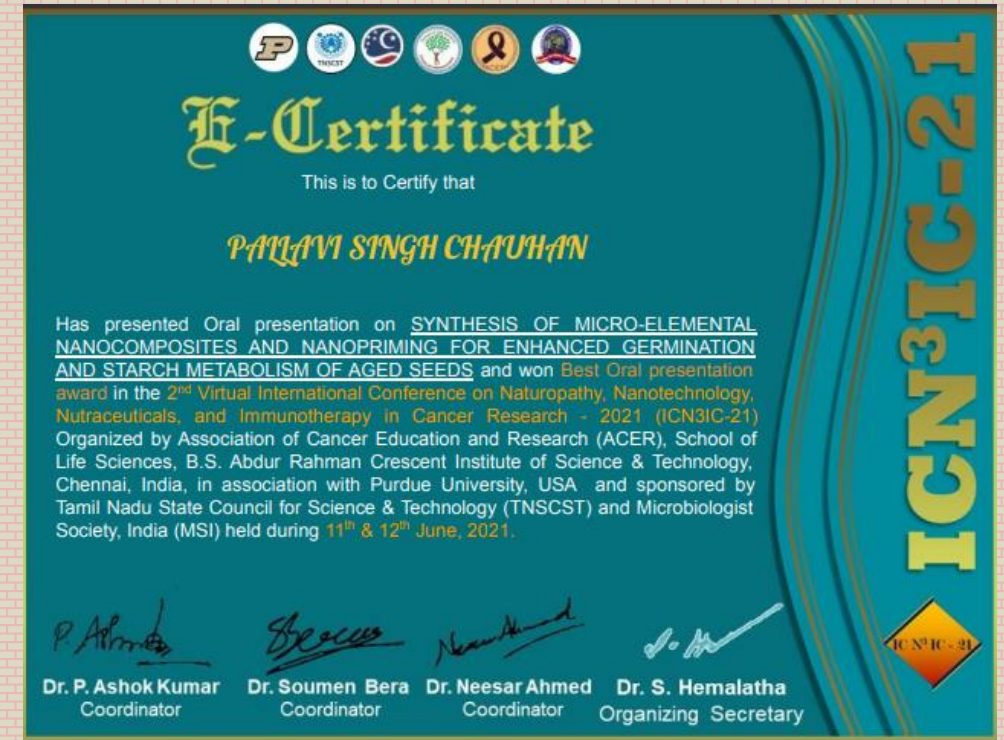 P
TNSCST
ACER
E-Certificate
This is to Certify that
PALLAVI SINGH CHAUHAN
Has presented Oral presentation on SYNTHESIS OF MICRO-ELEMENTAL
NANOCOMPOSITES AND NANOPRIMING FOR ENHANCED GERMINATION
AND STARCH METABOLISM OF AGED SEEDS and won Best Oral presentation
award in the 2nd Virtual International Conference on Naturopathy, Nanotechnology,
Nutraceuticals, and Immunotherapy in Cancer Research - 2021 (ICN3IC-21)
Organized by Association of Cancer Education and Research (ACER), School of
Life Sciences, B.S. Abdur Rahman Crescent Institute of Science & Technology,
Chennai, India, in association with Purdue University, USA and sponsored by
Tamil Nadu State Council for Science & Technology (TNSCST) and Microbiologist
Society, India (MSI) held during 11th & 12th June, 2021.
Dr. P. Ashok Kumar
Coordinator
Dr. Soumen Bera
Coordinator
Dr. Neesar Ahmed
Coordinator
Dr. S. Hemalatha
Organizing Secretary
ICN³IC-21
IC N³ IC - 21